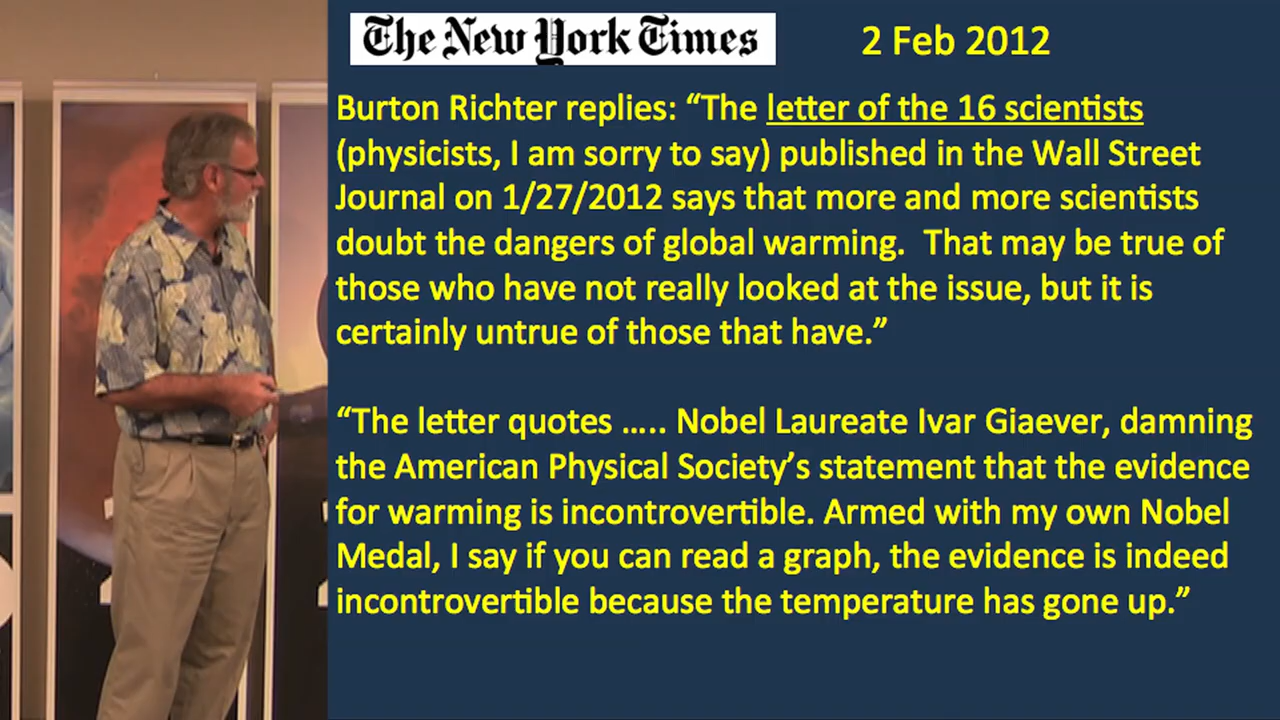 The New York Times
2 Feb 2012
Burton Richter replies: “The letter of the 16 scientists
(physicists, I am sorry to say) published in the Wall Street
Journal on 1/27/2012 says that more and more scientists
doubt the dangers of global warming.  That may be true of
those who have not really looked at the issue, but it is
certainly untrue of those that have.”
“The letter quotes ….. Nobel Laureate Ivar Giaever, damning
the American Physical Society’s statement that the evidence
for warming is incontrovertible. Armed with my own Nobel
Medal, I say if you can read a graph, the evidence is indeed
incontrovertible because the temperature has gone up.”